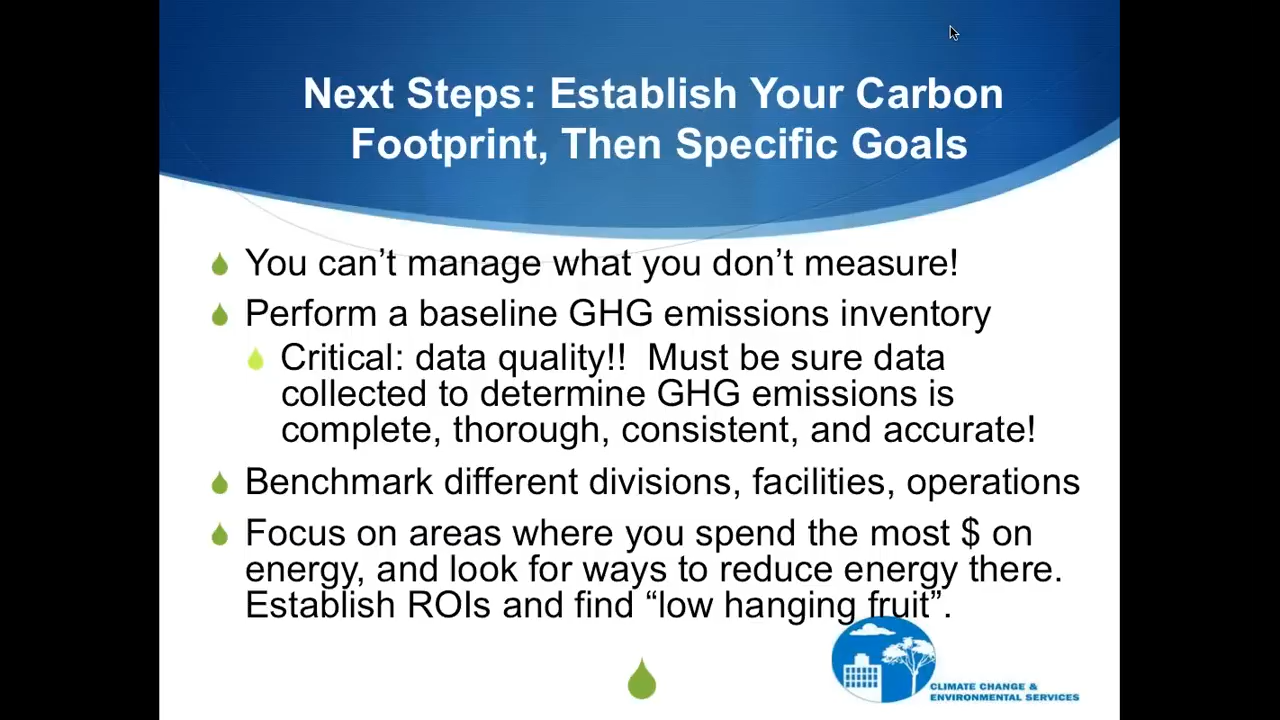 Next Steps: Establish Your Carbon
Footprint, Then Specific Goals
You can’t manage what you don’t measure!
Perform a baseline GHG emissions inventory
Critical: data quality!!  Must be sure data
collected to determine GHG emissions is
complete, thorough, consistent, and accurate!
Benchmark different divisions, facilities, operations
Focus on areas where you spend the most $ on
energy, and look for ways to reduce energy there.
Establish ROIs and find “low hanging fruit”.
CLIMATE CHANGE &
ENVIRONMENTAL SERVICES